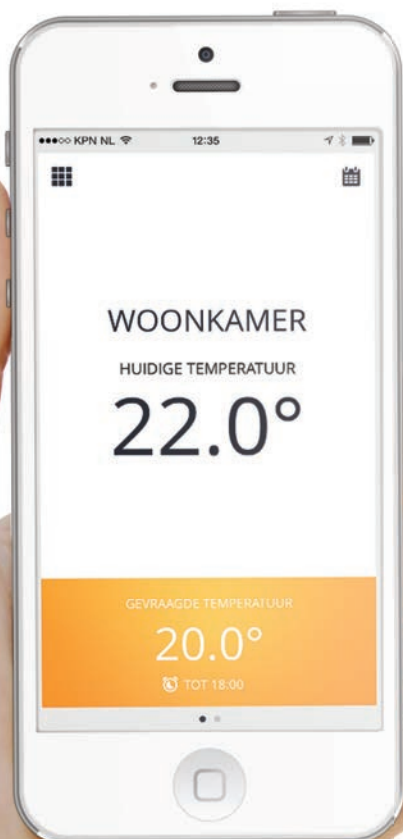 KPN NL 12:35
WOONKAMER
HUIDIGE TEMPERATUUR
22.0°
GEVRAAGDE TEMPERATUUR
20.0°
TOT 18:00